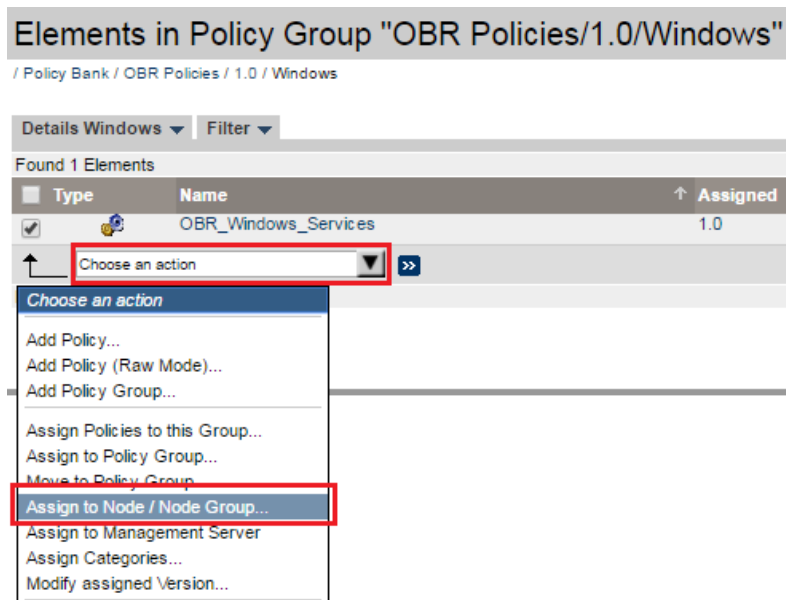 Elements in Policy Group "OBR Policies/1.0/Windows"
/ Policy Bank / OBR Policies / 1.0 / Windows
Details Windows Filter
Found 1 Elements
Type Name Assigned
OBR_Windows_Services 1.0
Choose an action
Choose an action
Add Policy...
Add Policy (Raw Mode)...
Add Policy Group...
Assign Policies to this Group...
Assign to Policy Group...
Move to Policy Group...
Assign to Node / Node Group...
Assign to Management Server
Assign Categories...
Modify assigned Version...